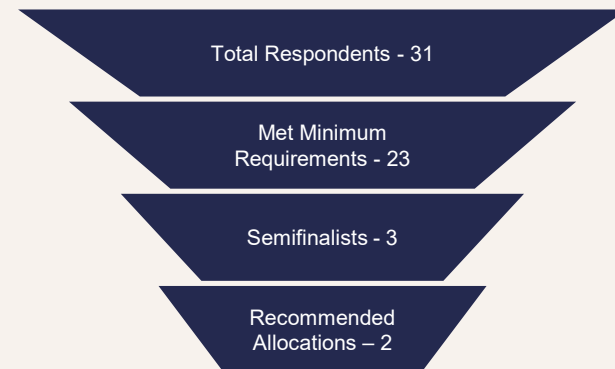 Total Respondents - 31
Met Minimum
Requirements - 23
Semifinalists - 3
Recommended
Allocations – 2